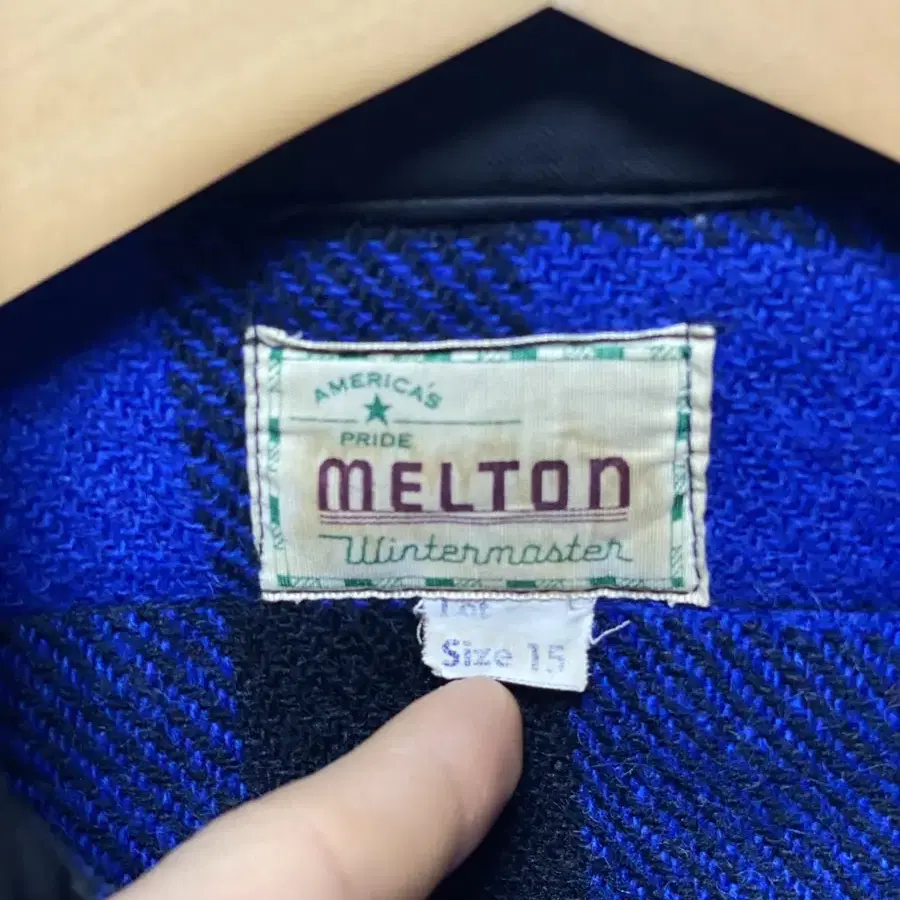 AMERICA'S
PRIDE
MELTON
Wintermaster
Lot
Size 15